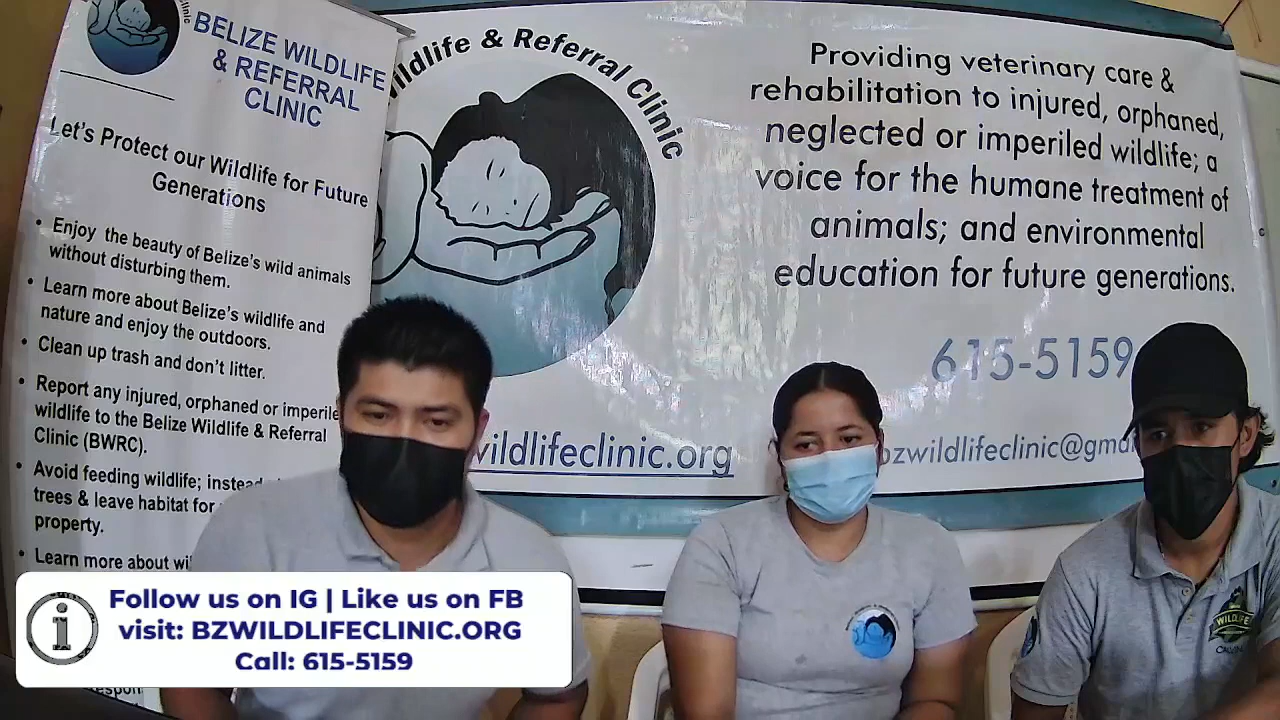 BELIZE WILDLIFE
& REFERRAL
CLINIC
Let's Protect our Wildlife for Future
Generations
• Enjoy the beauty of Belize's wild animals
without disturbing them.
• Learn more about Belize's wildlife and
nature and enjoy the outdoors.
• Clean up trash and don't litter.
• Report any injured, orphaned or imperile
wildlife to the Belize Wildlife & Referral
Clinic (BWRC).
• Avoid feeding wildlife; instead
trees & leave habitat for
property.
• Learn more about wi
ildlife & Referral Clinic
Providing veterinary care &
rehabilitation to injured, orphaned,
neglected or imperiled wildlife; a
voice for the humane treatment of
animals; and environmental
education for future generations.
615-5159
wildlifeclinic.org
bzwildlifeclinic@gma
WILDLIFE
i
Follow us on IG | Like us on FB
visit: BZWILDLIFECLINIC.ORG
Call: 615-5159